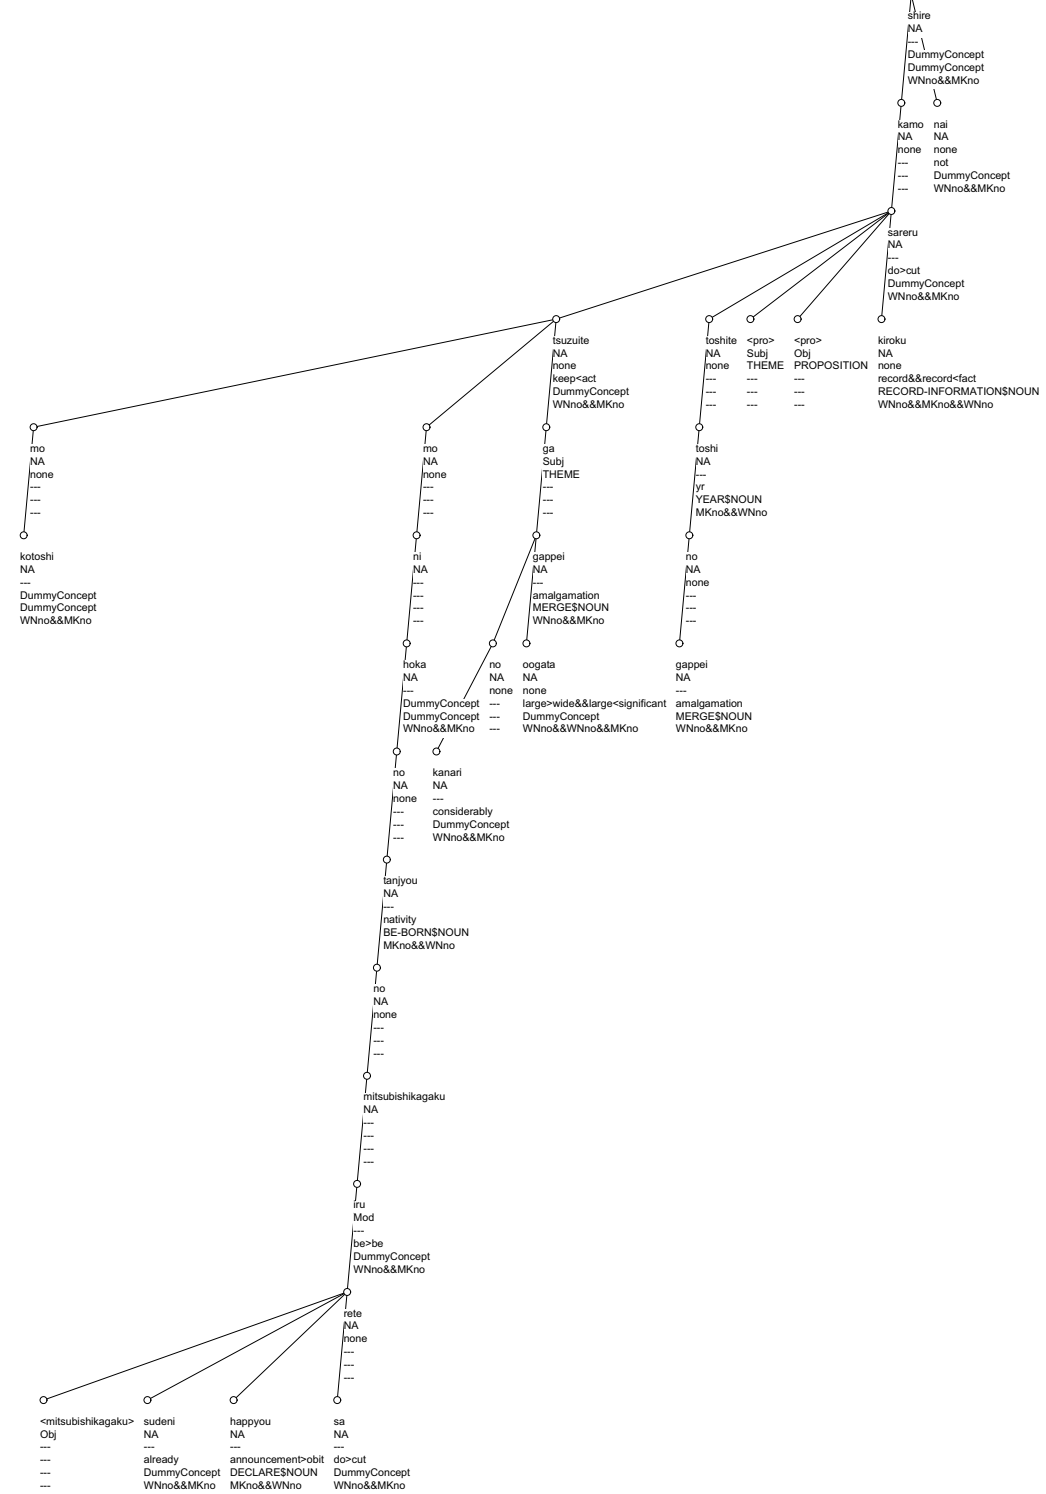 shire
NA
---
DummyConcept
DummyConcept
WNno&&MKno
kamo
NA
none
---
---
---
nai
NA
none
not
DummyConcept
WNno&&MKno
sareru
NA
---
do>cut
DummyConcept
WNno&&MKno
tsuzuite
NA
none
keep<act
DummyConcept
WNno&&MKno
toshite
NA
none
---
---
---
<pro>
Subj
THEME
---
---
---
<pro>
Obj
PROPOSITION
---
---
---
kiroku
NA
none
record&&record<fact
RECORD-INFORMATION$NOUN
WNno&&MKno&&WNno
mo
NA
none
---
---
---
mo
NA
none
---
---
---
ga
Subj
THEME
---
---
---
toshi
NA
---
yr
YEAR$NOUN
MKno&&WNno
kotoshi
NA
---
DummyConcept
DummyConcept
WNno&&MKno
ni
NA
---
---
---
---
gappei
NA
---
amalgamation
MERGE$NOUN
WNno&&MKno
no
NA
none
---
---
---
hoka
NA
---
DummyConcept
DummyConcept
WNno&&MKno
no
NA
none
---
---
---
oogata
NA
none
large>wide&&large<significant
DummyConcept
WNno&&WNno&&MKno
gappei
NA
---
amalgamation
MERGE$NOUN
WNno&&MKno
no
NA
none
---
---
---
kanari
NA
---
considerably
DummyConcept
WNno&&MKno
tanjyou
NA
---
nativity
BE-BORN$NOUN
MKno&&WNno
no
NA
none
---
---
---
mitsubishikagaku
NA
---
---
---
---
iru
Mod
---
be>be
DummyConcept
WNno&&MKno
rete
NA
none
---
---
---
<mitsubishikagaku>
Obj
---
---
---
---
sudeni
NA
---
already
DummyConcept
WNno&&MKno
happyou
NA
---
announcement>obit
DECLARE$NOUN
MKno&&WNno
sa
NA
---
do>cut
DummyConcept
WNno&&MKno